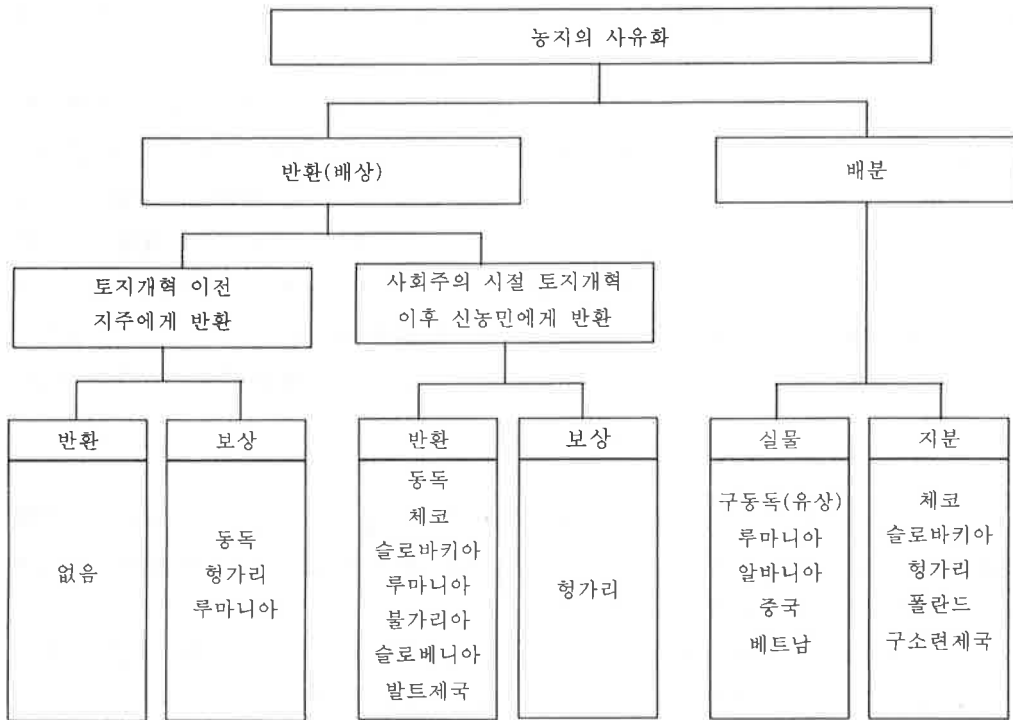 농지의 사유화
반환(배상)
배분
토지개혁 이전
지주에게 반환
사회주의 시절 토지개혁
이후 신농민에게 반환
반환
없음
보상
동독
헝가리
루마니아
반환
동독
체코
슬로바키아
루마니아
불가리아
슬로베니아
발트제국
보상
헝가리
실물
구동독(유상)
루마니아
알바니아
중국
베트남
지분
체코
슬로바키아
헝가리
폴란드
구소련제국